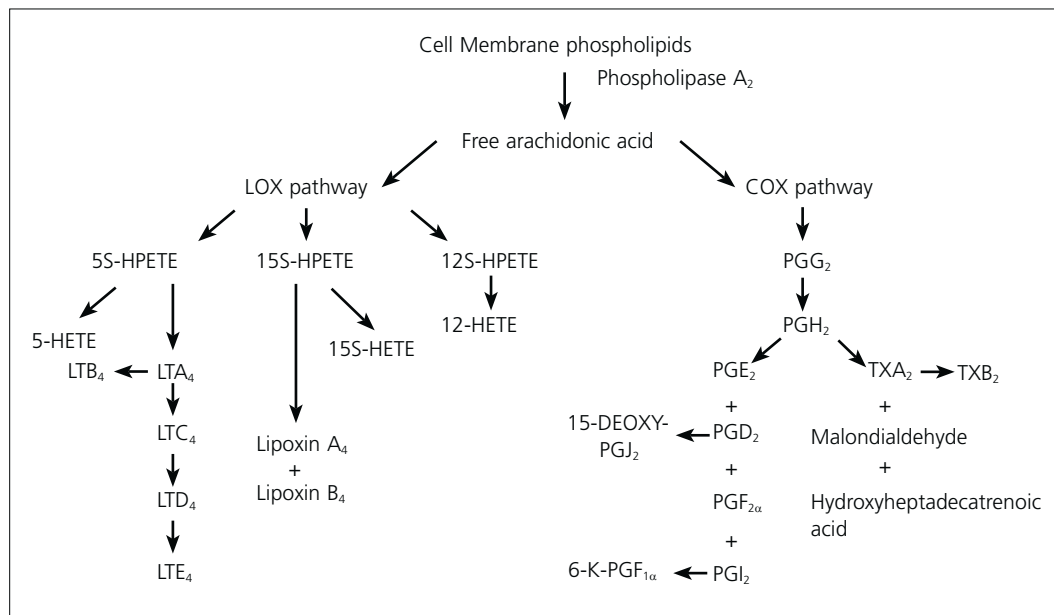 Cell Membrane phospholipids
Phospholipase A₂
Free arachidonic acid
LOX pathway
COX pathway
5S-HPETE
15S-HPETE
12S-HPETE
PGG₂
5-HETE
15S-HETE
12-HETE
PGH₂
LTB₄
LTA₄
PGE₂
TXA₂
TXB₂
+
+
LTC₄
Lipoxin A₄
+
Lipoxin B₄
15-DEOXY-
PGJ₂
PGD₂
Malondialdehyde
+
+
LTD₄
PGF₂α
Hydroxyheptadecatrenoic
acid
+
LTE₄
6-K-PGF₁α
PGI₂